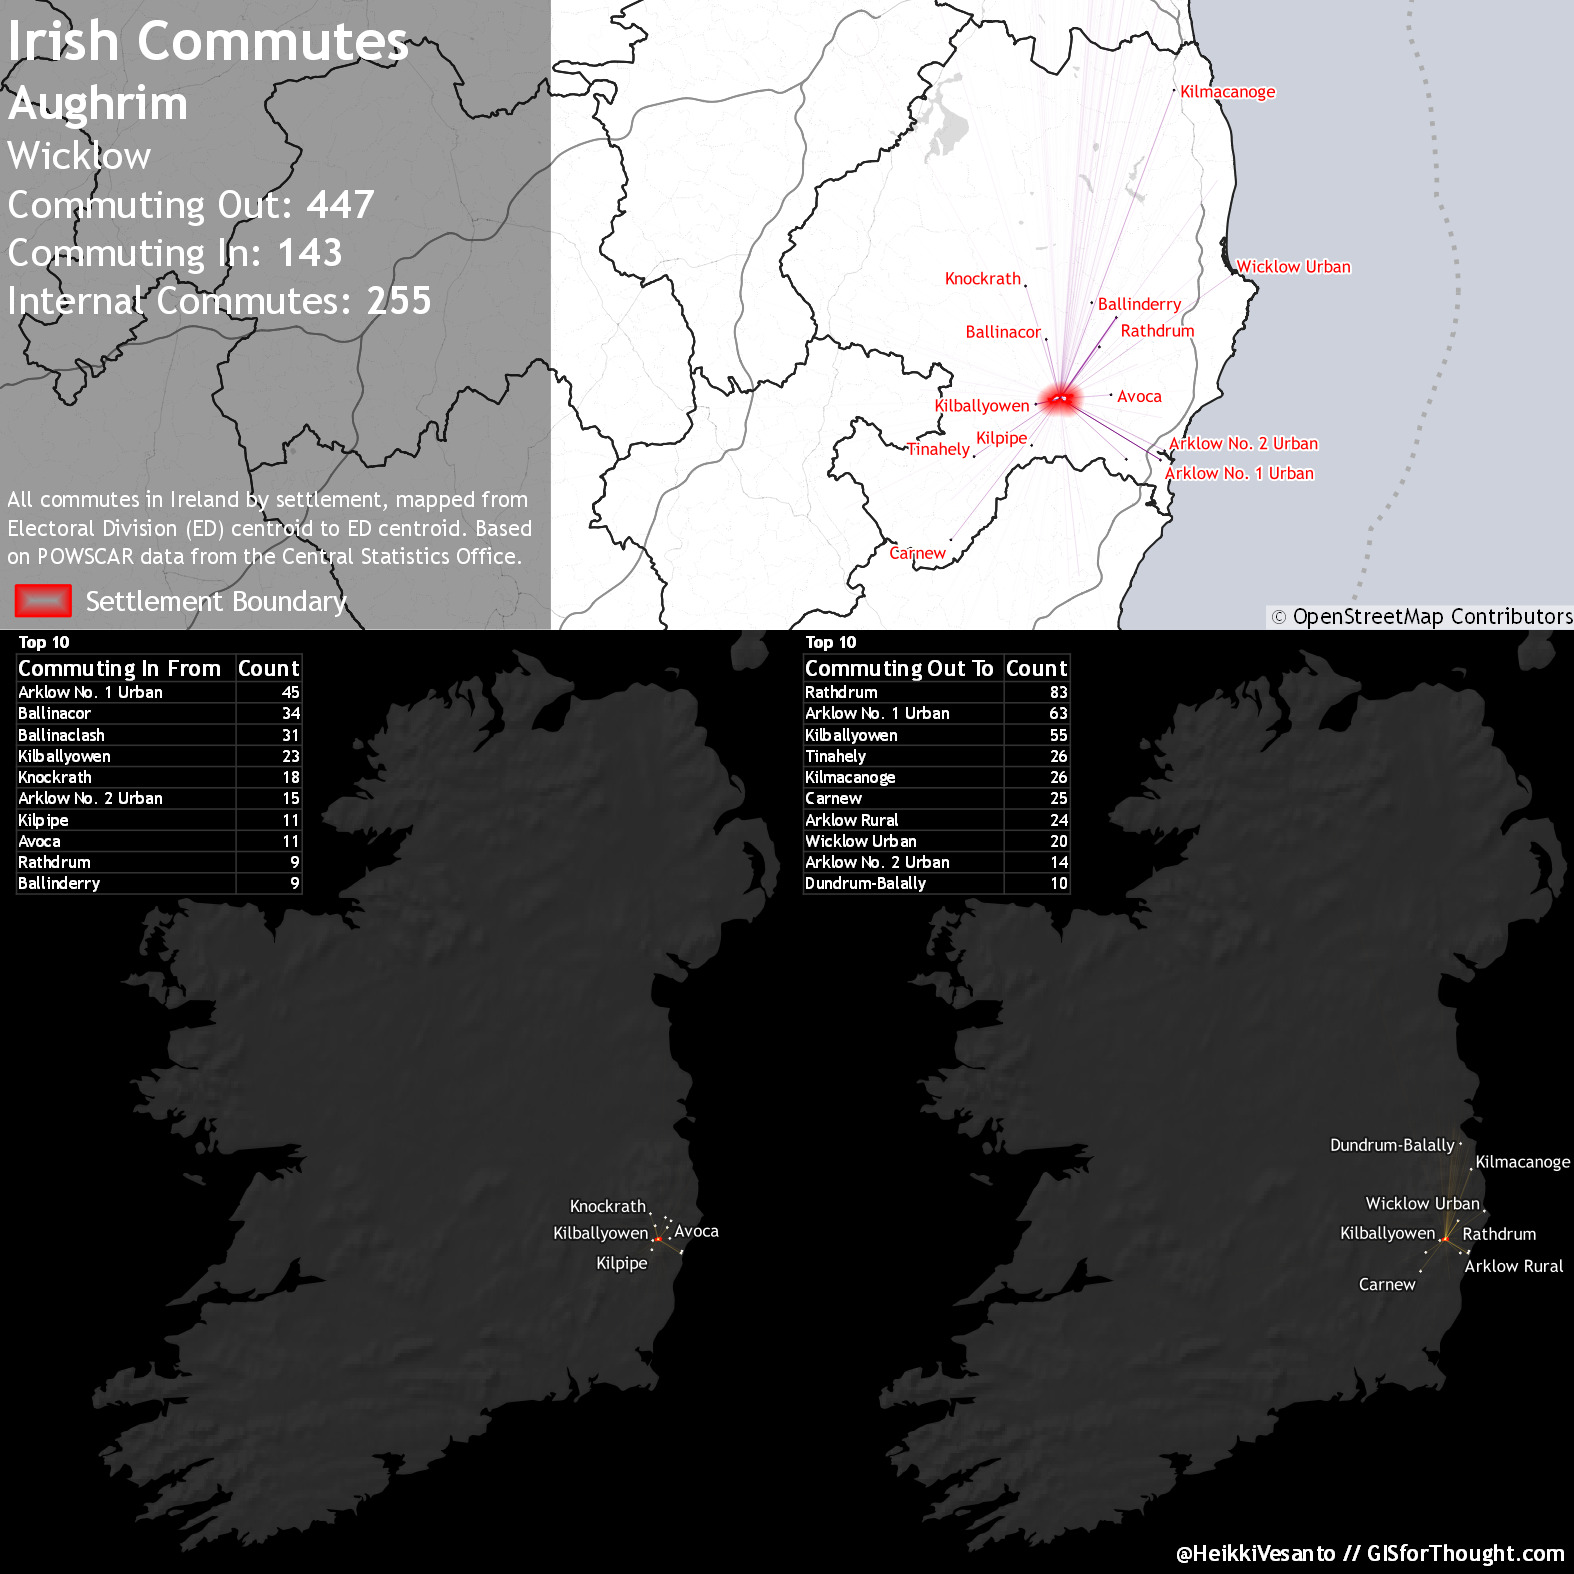 Irish Commutes
Aughrim
Wicklow
Commuting Out: 447
Commuting In: 143
Internal Commutes: 255
All commutes in Ireland by settlement, mapped from
Electoral Division (ED) centroid to ED centroid. Based
on POWSCAR data from the Central Statistics Office.
Settlement Boundary
Kilmacanoge
Wicklow Urban
Knockrath
Ballinderry
Ballinacor
Rathdrum
Avoca
Kilballyowen
Kilpipe
Tinahely
Arklow No. 2 Urban
Arklow No. 1 Urban
Carnew
© OpenStreetMap Contributors
Top 10
Commuting In From Count
Arklow No. 1 Urban 45
Ballinacor 34
Ballinaclash 31
Kilballyowen 23
Knockrath 18
Arklow No. 2 Urban 15
Kilpipe 11
Avoca 11
Rathdrum 9
Ballinderry 9
Knockrath
Kilballyowen
Avoca
Kilpipe
Top 10
Commuting Out To Count
Rathdrum 83
Arklow No. 1 Urban 63
Kilballyowen 55
Tinahely 26
Kilmacanoge 26
Carnew 25
Arklow Rural 24
Wicklow Urban 20
Arklow No. 2 Urban 14
Dundrum-Balally 10
Dundrum-Balally
Kilmacanoge
Wicklow Urban
Kilballyowen
Rathdrum
Arklow Rural
Carnew
@HeikkiVesanto // GISforThought.com